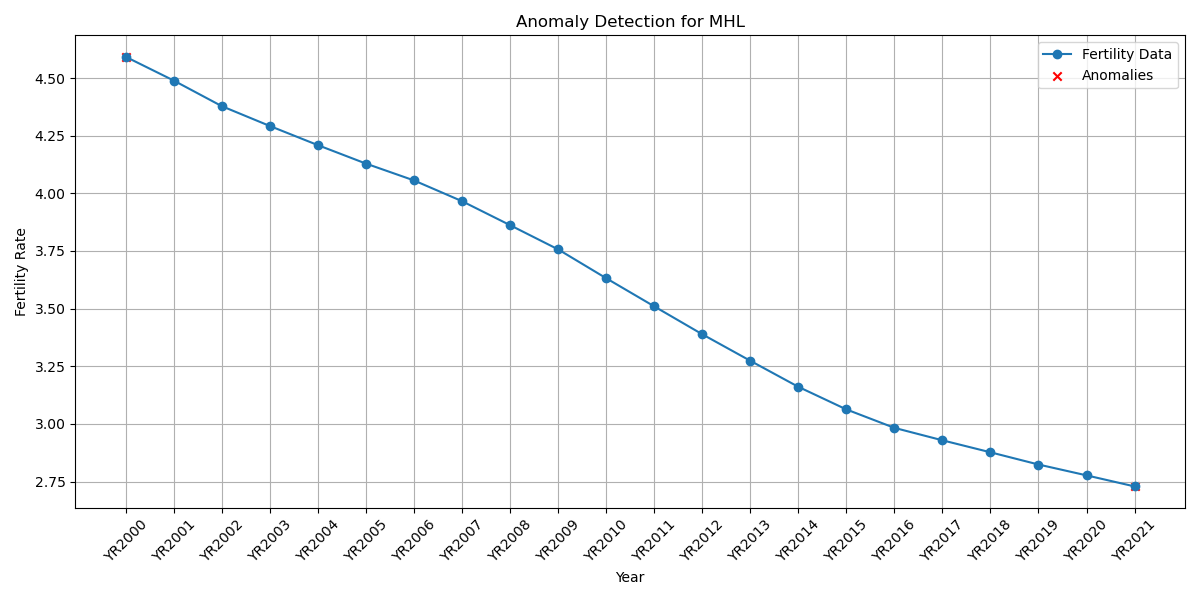 Anomaly Detection for MHL
Fertility Data
Anomalies
Fertility Rate
4.50
4.25
4.00
3.75
3.50
3.25
3.00
2.75
YR2000
YR2001
YR2002
YR2003
YR2004
YR2005
YR2006
YR2007
YR2008
YR2009
YR2010
YR2011
YR2012
YR2013
YR2014
YR2015
YR2016
YR2017
YR2018
YR2019
YR2020
YR2021
Year